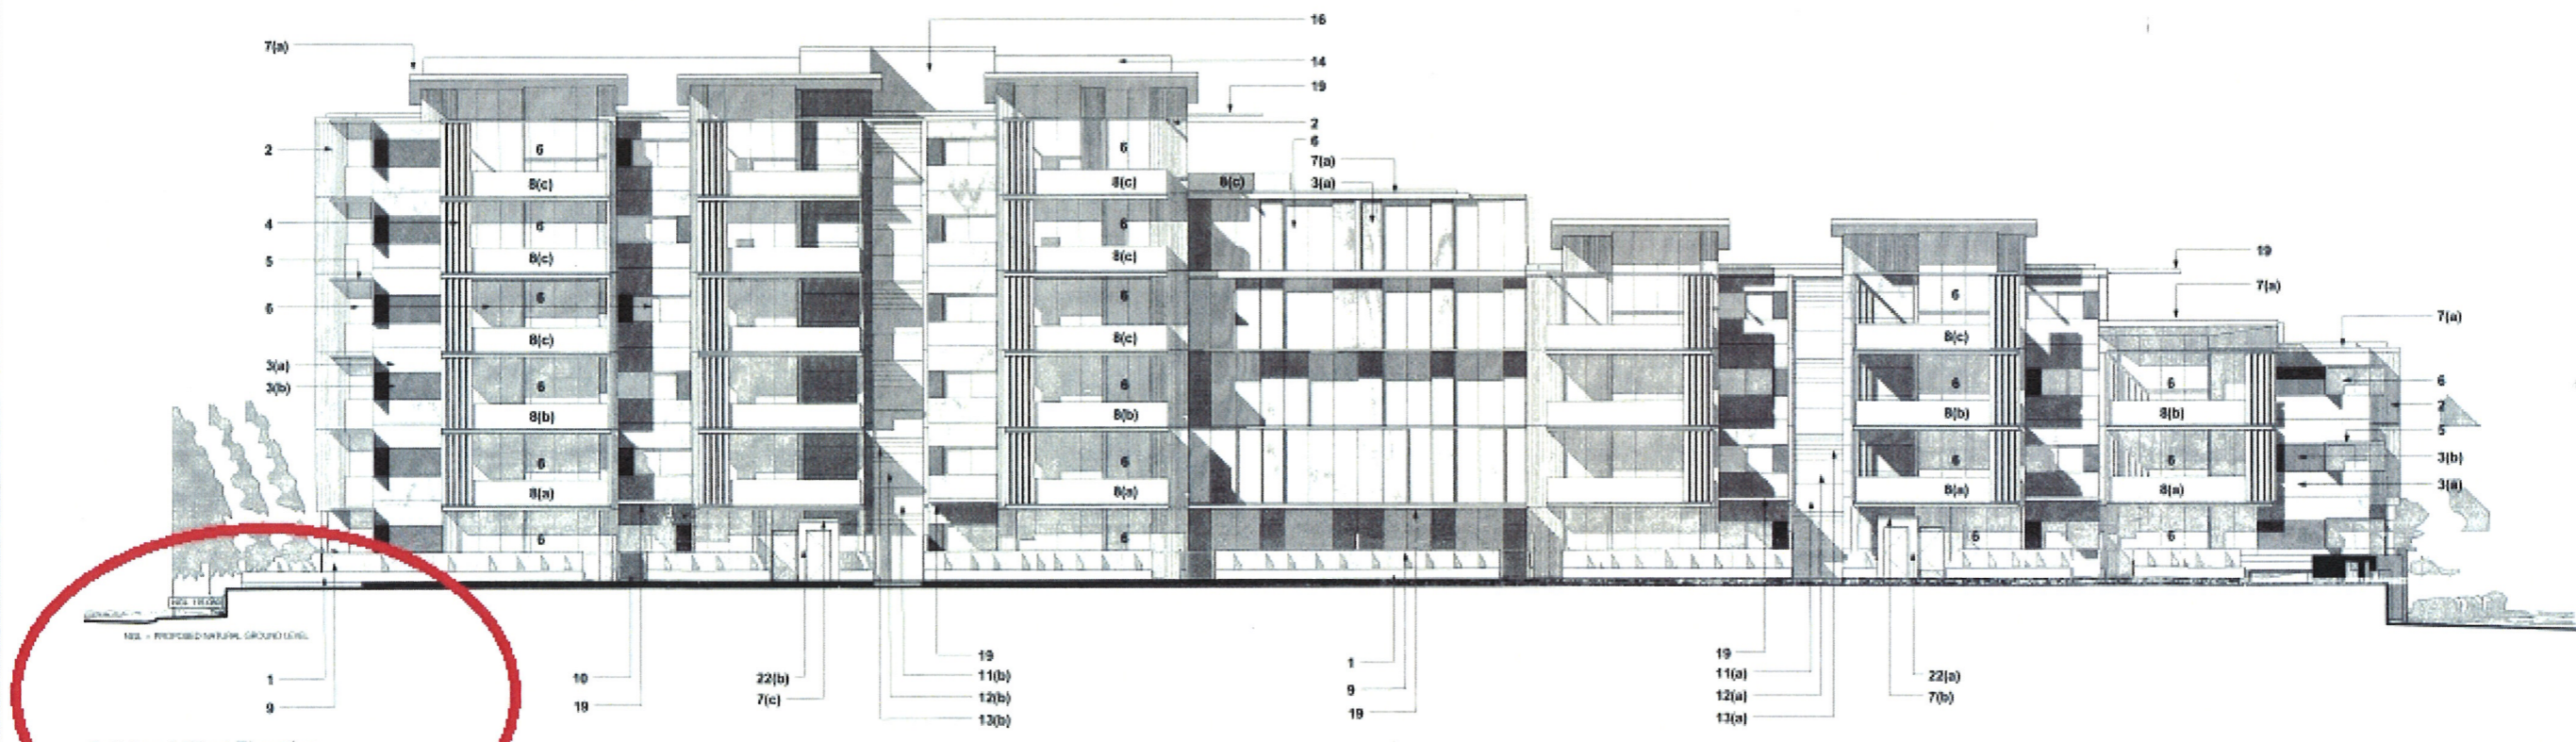 16
7(a)
14
19
2
6
7(a)
3(a)
2
6
8(c)
6
8(c)
8(c)
4
5
6
8(c)
6
8(c)
6
6
8(c)
6
8(c)
3(a)
3(b)
6
8(b)
6
8(b)
6
8(a)
6
8(a)
6
6
19
7(a)
7(a)
6
8(c)
6
8(b)
6
8(b)
6
8(a)
6
8(a)
6
6
6
2
5
3(b)
3(a)
NGL = PROPOSED NATURAL GROUND LEVEL
1
9
10
19
22(b)
7(c)
19
11(b)
12(b)
13(b)
1
9
19
19
11(a)
12(a)
13(a)
22(a)
7(b)